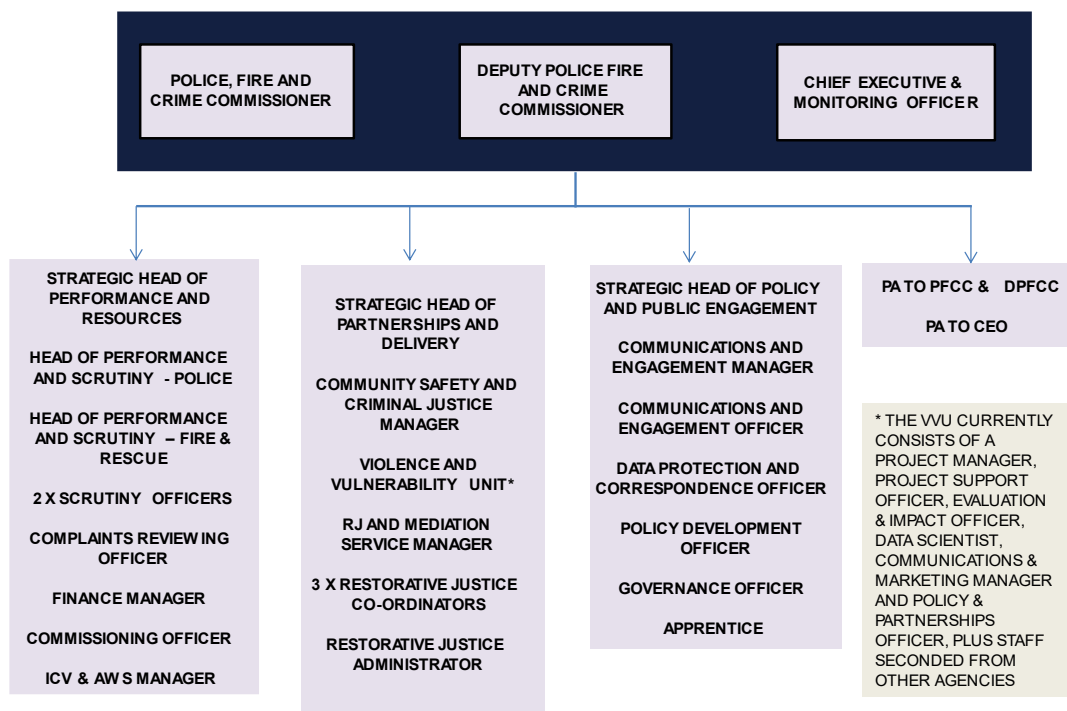 POLICE, FIRE AND
CRIME COMMISSIONER
DEPUTY POLICE FIRE
AND CRIME
COMMISSIONER
CHIEF EXECUTIVE &
MONITORING OFFICER
STRATEGIC HEAD OF
PERFORMANCE AND
RESOURCES
HEAD OF PERFORMANCE
AND SCRUTINY - POLICE
HEAD OF PERFORMANCE
AND SCRUTINY – FIRE &
RESCUE
2 X SCRUTINY OFFICERS
COMPLAINTS REVIEWING
OFFICER
FINANCE MANAGER
COMMISSIONING OFFICER
ICV & AWS MANAGER
STRATEGIC HEAD OF
PARTNERSHIPS AND
DELIVERY
COMMUNITY SAFETY AND
CRIMINAL JUSTICE
MANAGER
VIOLENCE AND
VULNERABILITY UNIT*
RJ AND MEDIATION
SERVICE MANAGER
3 X RESTORATIVE JUSTICE
CO-ORDINATORS
RESTORATIVE JUSTICE
ADMINISTRATOR
STRATEGIC HEAD OF POLICY
AND PUBLIC ENGAGEMENT
COMMUNICATIONS AND
ENGAGEMENT MANAGER
COMMUNICATIONS AND
ENGAGEMENT OFFICER
DATA PROTECTION AND
CORRESPONDENCE OFFICER
POLICY DEVELOPMENT
OFFICER
GOVERNANCE OFFICER
APPRENTICE
PA TO PFCC & DPFCC
PA TO CEO
* THE VVU CURRENTLY
CONSISTS OF A
PROJECT MANAGER,
PROJECT SUPPORT
OFFICER, EVALUATION
& IMPACT OFFICER,
DATA SCIENTIST,
COMMUNICATIONS &
MARKETING MANAGER
AND POLICY &
PARTNERSHIPS
OFFICER, PLUS STAFF
SECONDED FROM
OTHER AGENCIES